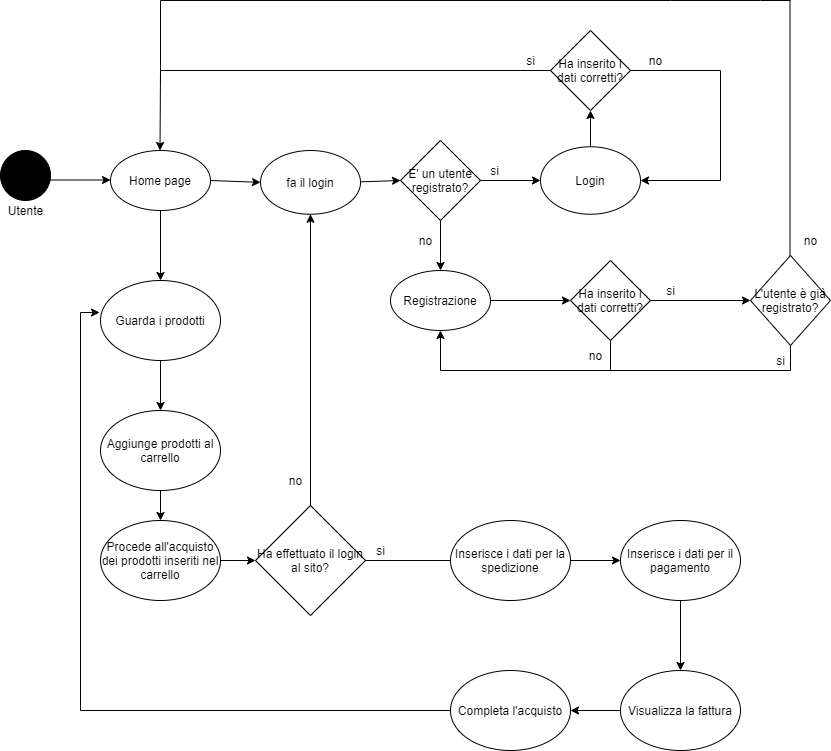 Ha inserito I
dati corretti?
si
no
Utente
Home page
fa il login
E' un utente
registrato?
si
Login
no
Registrazione
Ha inserito I
dati corretti?
si
no
L'utente è già
registrato?
no
si
Guarda i prodotti
Aggiunge prodotti al
carrello
Procede all'acquisto
dei prodotti inseriti nel
carrello
no
Ha effettuato il login
al sito?
si
Inserisce i dati per la
spedizione
Inserisce i dati per il
pagamento
Completa l'acquisto
Visualizza la fattura